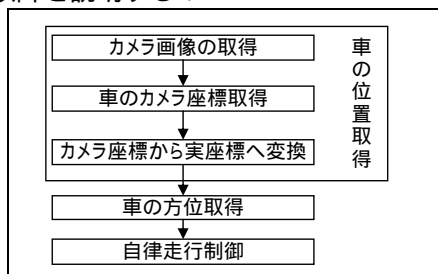 カメラ画像の取得
車のカメラ座標取得
カメラ座標から実座標へ変換
車の位置取得
車の方位取得
自律走行制御